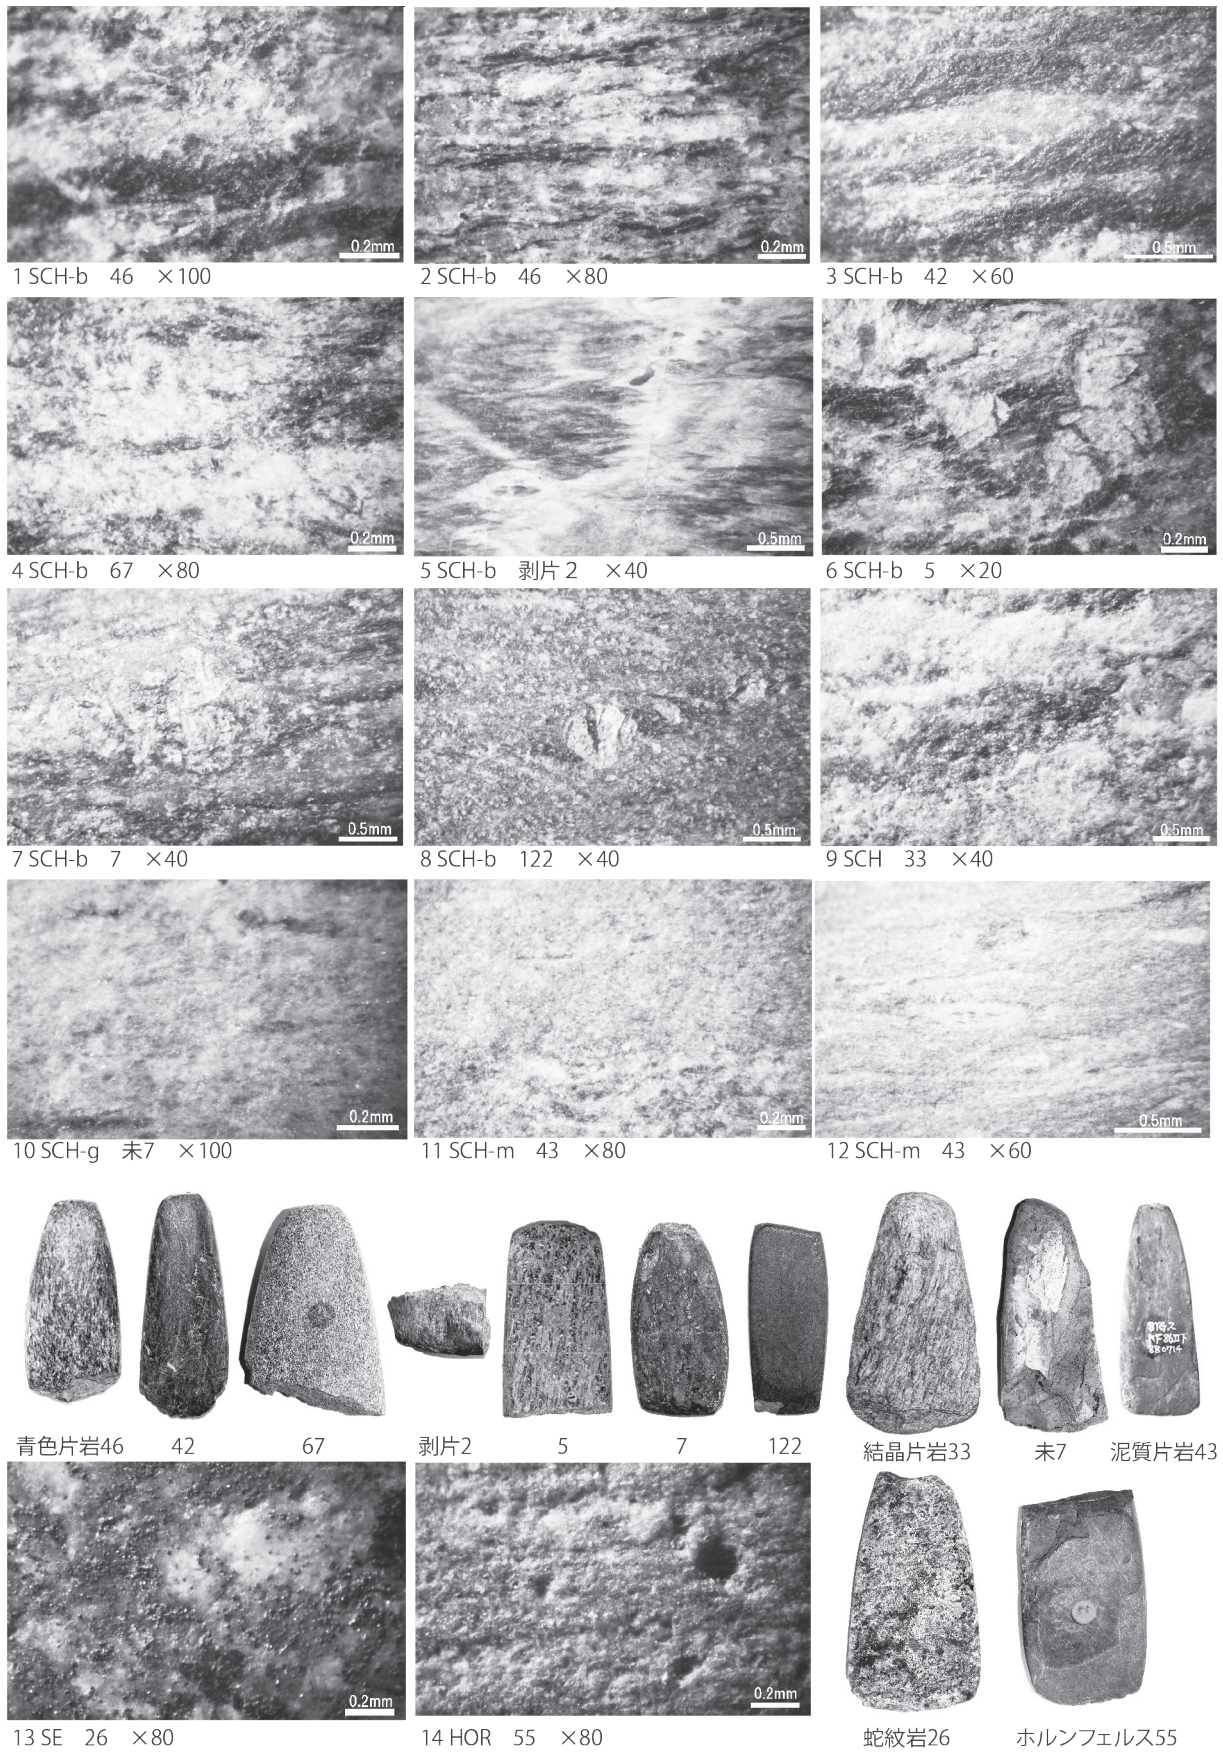 0.2mm
0.2mm
0.5mm
1 SCH-b 46 ×100
2 SCH-b 46 ×80
3 SCH-b 42 ×60
0.2mm
0.5mm
0.2mm
4 SCH-b 67 ×80
5 SCH-b 剥片２ ×40
6 SCH-b 5 ×20
0.5mm
0.5mm
0.5mm
7 SCH-b 7 ×40
8 SCH-b 122 ×40
9 SCH 33 ×40
0.2mm
0.2mm
0.5mm
10 SCH-g 未7 ×100
11 SCH-m 43 ×80
12 SCH-m 43 ×60
880714
青色片岩46
42
67
剥片2
5
7
122
結晶片岩33
未7
泥質片岩43
0.2mm
0.2mm
13 SE 26 ×80
14 HOR 55 ×80
蛇紋岩26
ホルンフェルス55